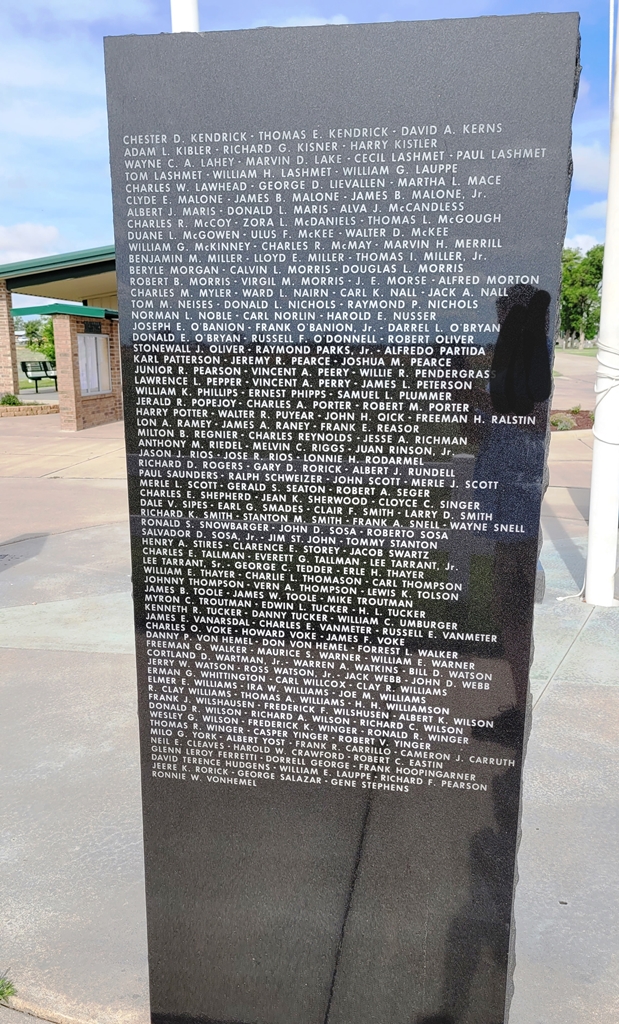 CHESTER D. KENDRICK · THOMAS E. KENDRICK · DAVID A. KERNS
ADAM L. KIBLER · RICHARD G. KISNER · HARRY KISTLER
WAYNE C. A. LAHEY · MARVIN D. LAKE · CECIL LASHMET · PAUL LASHMET
TOM LASHMET · WILLIAM H. LASHMET · WILLIAM G. LAUPPE
CHARLES W. LAWHEAD · GEORGE D. LIEVALLEN · MARTHA L. MACE
CLYDE E. MALONE · JAMES B. MALONE · JAMES B. MALONE, Jr.
ALBERT J. MARIS · DONALD L. MARIS · ALVA J. McCANDLESS
CHARLES R. McCOY · ZORA L. McDANIELS · THOMAS L. McGOUGH
DUANE L. McGOWEN · ULUS F. McKEE · WALTER D. McKEE
WILLIAM G. McKINNEY · CHARLES R. McMAY · MARVIN H. MERRILL
BENJAMIN M. MILLER · LLOYD E. MILLER · THOMAS I. MILLER, Jr.
BERYLE MORGAN · CALVIN L. MORRIS · DOUGLAS L. MORRIS
ROBERT B. MORRIS · VIRGIL M. MORRIS · J. E. MORSE · ALFRED MORTON
CHARLES M. MYLER · WARD L. NAIRN · CARL K. NALL · JACK A. NALL
TOM M. NEISES · DONALD L. NICHOLS · RAYMOND P. NICHOLS
NORMAN L. NOBLE · CARL NORLIN · HAROLD E. NUSSER
JOSEPH E. O'BANION · FRANK O'BANION, Jr. · DARREL L. O'BRYAN
DONALD E. O'BRYAN · RUSSELL F. O'DONNELL · ROBERT OLIVER
STONEWALL J. OLIVER · RAYMOND PARKS, Jr. · ALFREDO PARTIDA
KARL PATTERSON · JEREMY R. PEARCE · JOSHUA M. PEARCE
JUNIOR R. PEARSON · VINCENT A. PEERY · WILLIE R. PENDERGRASS
LAWRENCE L. PEPPER · VINCENT A. PERRY · JAMES L. PETERSON
WILLIAM K. PHILLIPS · ERNEST PHIPPS · SAMUEL L. PLUMMER
JERALD R. POPEJOY · CHARLES A. PORTER · ROBERT M. PORTER
HARRY POTTER · WALTER R. PUYEAR · JOHN H. QICK · FREEMAN H. RALSTIN
DON A. RAMEY · JAMES A. RANEY · FRANK E. REASOR
MILTON B. REGNIER · CHARLES REYNOLDS · JESSE A. RICHMAN
ANTHONY M. RIEDEL · MELVIN C. RIGGS · JUAN RINSON, Jr.
JASON J. RIOS · JOSE R. RIOS · LONNIE H. RODARMEL
RICHARD D. ROGERS · GARY D. RORICK · ALBERT J. RUNDELL
PAUL SAUNDERS · RALPH SCHWEIZER · JOHN SCOTT · MERLE J. SCOTT
MERLE L. SCOTT · GERALD S. SEATON · ROBERT A. SEGER
CHARLES E. SHEPHERD · JEAN K. SHERWOOD · CLOYCE C. SINGER
DALE V. SIPES · EARL G. SMADES · CLAIR F. SMITH · LARRY D. SMITH
RICHARD K. SMITH · STANTON M. SMITH · FRANK A. SNELL · WAYNE SNELL
RONALD S. SNOWBARGER · JOHN D. SOSA · ROBERTO SOSA
SALVADOR D. SOSA, Jr. · JIM ST. JOHN · TOMMY STANTON
HENRY A. STIRES · CLARENCE E. STOREY · JACOB SWARTZ
CHARLES E. TALLMAN · EVERETT G. TALLMAN · LEE TARRANT, Jr.
LEE TARRANT, Sr. · GEORGE C. TEDDER · ERLE H. THAYER
WILLIAM E. THAYER · CHARLIE L. THOMASON · CARL THOMPSON
JOHNNY THOMPSON · VERN A. THOMPSON · LEWIS K. TOLSON
JAMES B. TOOLE · JAMES W. TOOLE · MIKE TROUTMAN
MYRON C. TROUTMAN · EDWIN L. TUCKER · H. L. TUCKER
KENNETH R. TUCKER · DANNY TUCKER · WILLIAM C. UMBURGER
JAMES E. VANARSDAL · CHARLES E. VANMETER · RUSSELL E. VANMETER
CHARLES O. VOKE · HOWARD VOKE · JAMES F. VOKE
DANNY P. VON HEMEL · DON VON HEMEL · FORREST L. WALKER
FREEMAN G. WALKER · MAURICE S. WARNER · WILLIAM E. WARNER
CORTLAND D. WARTMAN, Jr. · WARREN A. WATKINS · BILL D. WATSON
JERRY W. WATSON · ROSS WATSON, Jr. · JACK WEBB · JOHN D. WEBB
ERMAN G. WHITTINGTON · CARL WILLCOX · CLAY R. WILLIAMS
ELMER E. WILLIAMS · IRA W. WILLIAMS · JOE M. WILLIAMS
R. CLAY WILLIAMS · THOMAS A. WILLIAMS · H. H. WILLIAMSON
FRANK J. WILSHAUSEN · FREDERICK F. WILSHUSEN · ALBERT K. WILSON
DONALD R. WILSON · RICHARD A. WILSON · RICHARD C. WILSON
WESLEY G. WILSON · FREDERICK K. WINGER · RONALD R. WINGER
THOMAS R. WINGER · CASPER YINGER · ROBERT V. YINGER
MILO G. YORK · ALBERT YOST · FRANK R. CARRILLO · CAMERON J. CARRUTH
NEIL E. CLEAVES · HAROLD W. CRAWFORD · ROBERT C. EASTIN
GLENN LEROY FERRETTI · DORRELL GEORGE · FRANK HOOPINGARNER
DAVID TERENCE HUDGENS · WILLIAM E. LAUPPE · RICHARD F. PEARSON
JEERE K. RORICK · GEORGE SALAZAR · GENE STEPHENS
RONNIE W. VONHEMEL